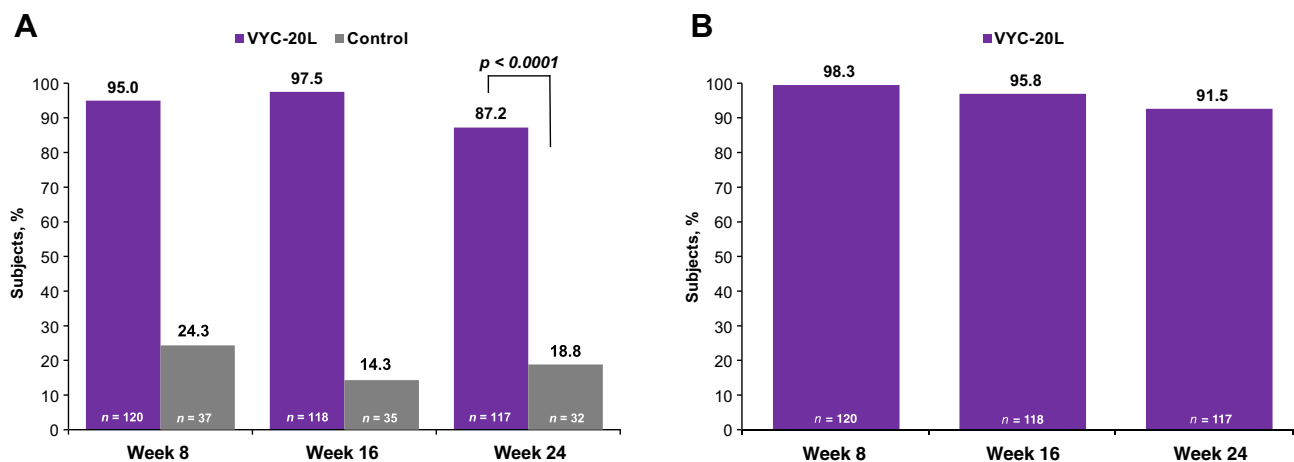 A
VYC-20L Control
p < 0.0001
Subjects, %
100
90
80
70
60
50
40
30
20
10
0
95.0
24.3
97.5
14.3
87.2
18.8
n = 120
n = 37
n = 118
n = 35
n = 117
n = 32
Week 8
Week 16
Week 24
B
VYC-20L
Subjects, %
100
90
80
70
60
50
40
30
20
10
0
98.3
95.8
91.5
n = 120
n = 118
n = 117
Week 8
Week 16
Week 24